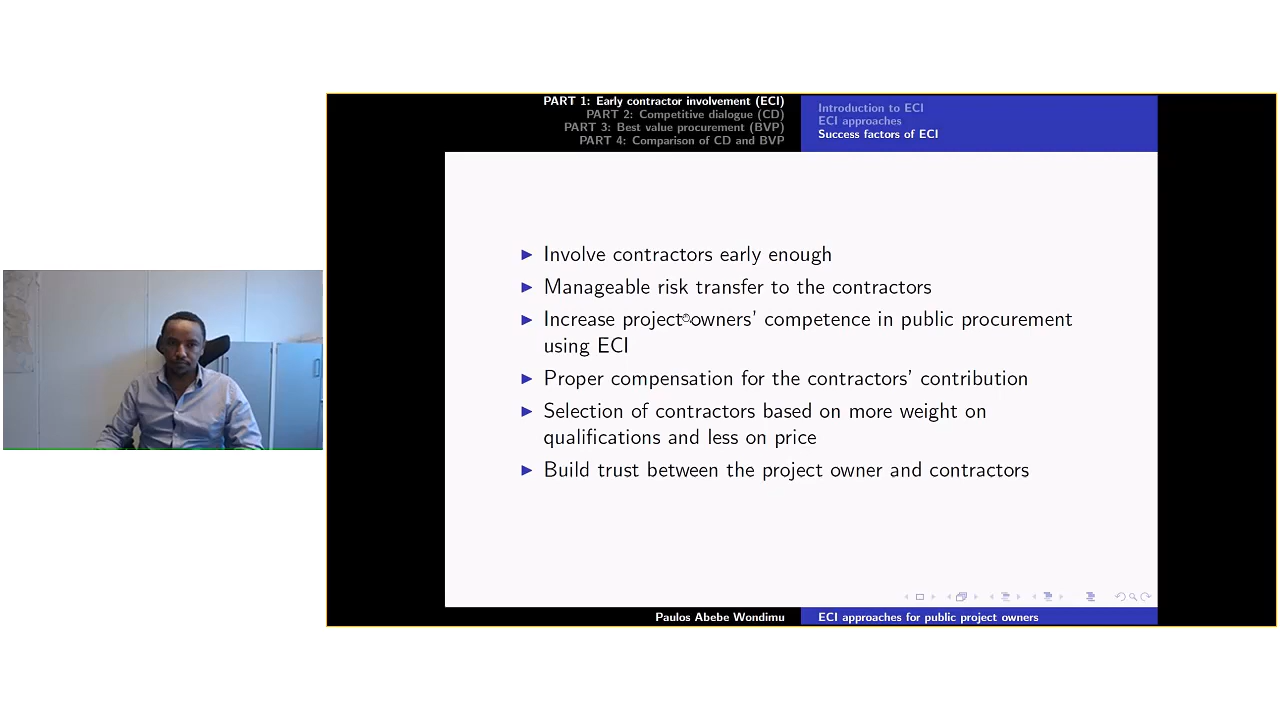 PART 1: Early contractor involvement (ECI)
PART 2: Competitive dialogue (CD)
PART 3: Best value procurement (BVP)
PART 4: Comparison of CD and BVP
Introduction to ECI
ECI approaches
Success factors of ECI
Involve contractors early enough
Manageable risk transfer to the contractors
Increase project owners' competence in public procurement
using ECI
Proper compensation for the contractors' contribution
Selection of contractors based on more weight on
qualifications and less on price
Build trust between the project owner and contractors
Paulos Abebe Wondimu
ECI approaches for public project owners